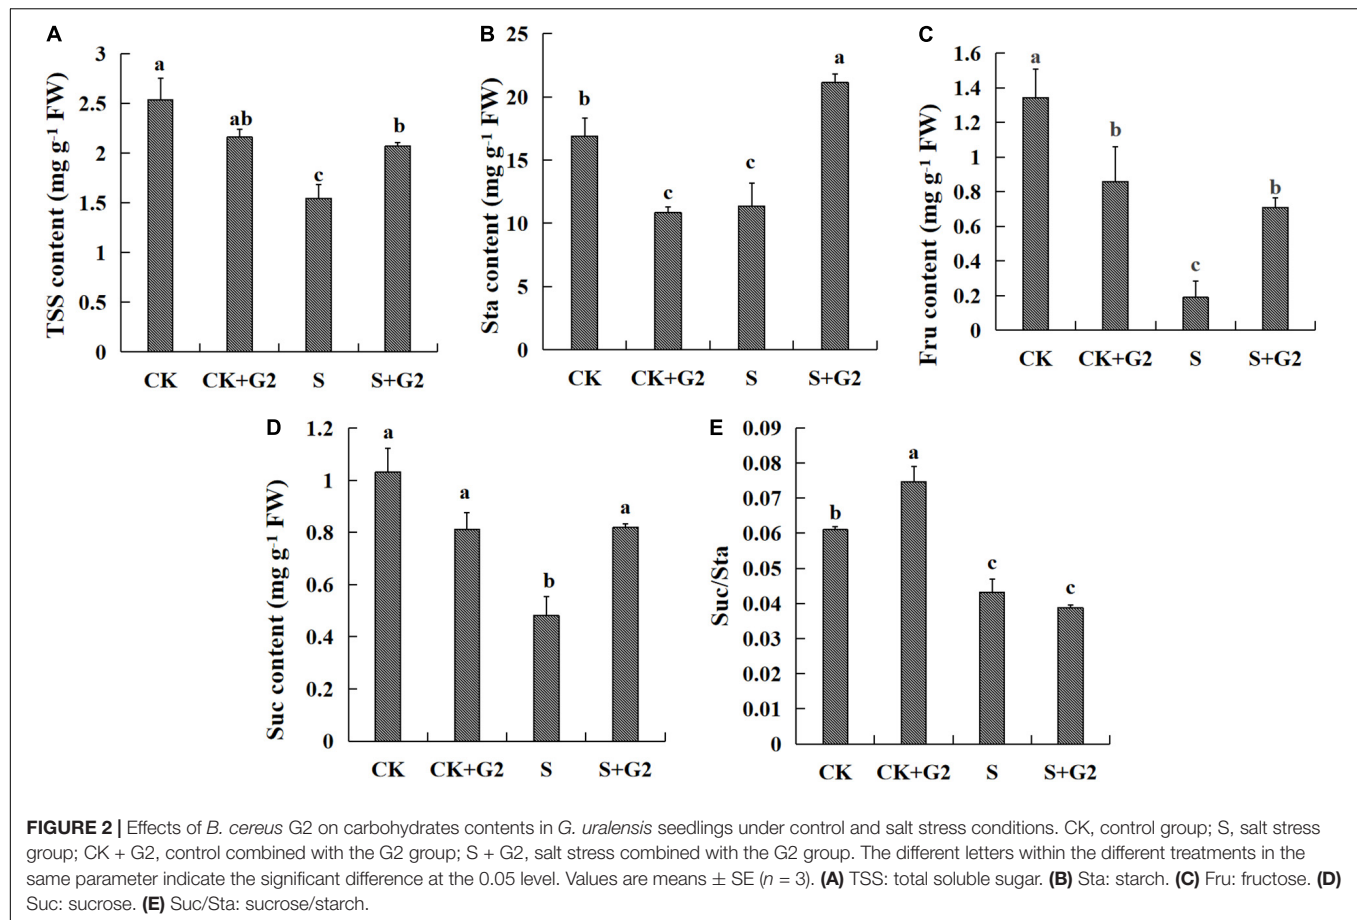 A
TSS content (mg g⁻¹ FW)
3
2.5
2
1.5
1
0.5
0
a
ab
c
b
CK CK+G2 S S+G2
B
Sta content (mg g⁻¹ FW)
25
20
15
10
5
0
b
c
c
a
CK CK+G2 S S+G2
C
Fru content (mg g⁻¹ FW)
1.6
1.4
1.2
1
0.8
0.6
0.4
0.2
0
a
b
c
b
CK CK+G2 S S+G2
D
Suc content (mg g⁻¹ FW)
1.2
1
0.8
0.6
0.4
0.2
0
a
a
b
a
CK CK+G2 S S+G2
E
Suc/Sta
0.09
0.08
0.07
0.06
0.05
0.04
0.03
0.02
0.01
0
b
a
c
c
CK CK+G2 S S+G2
FIGURE 2 | Effects of B. cereus G2 on carbohydrates contents in G. uralensis seedlings under control and salt stress conditions. CK, control group; S, salt stress
group; CK + G2, control combined with the G2 group; S + G2, salt stress combined with the G2 group. The different letters within the different treatments in the
same parameter indicate the significant difference at the 0.05 level. Values are means ± SE (n = 3). (A) TSS: total soluble sugar. (B) Sta: starch. (C) Fru: fructose. (D)
Suc: sucrose. (E) Suc/Sta: sucrose/starch.